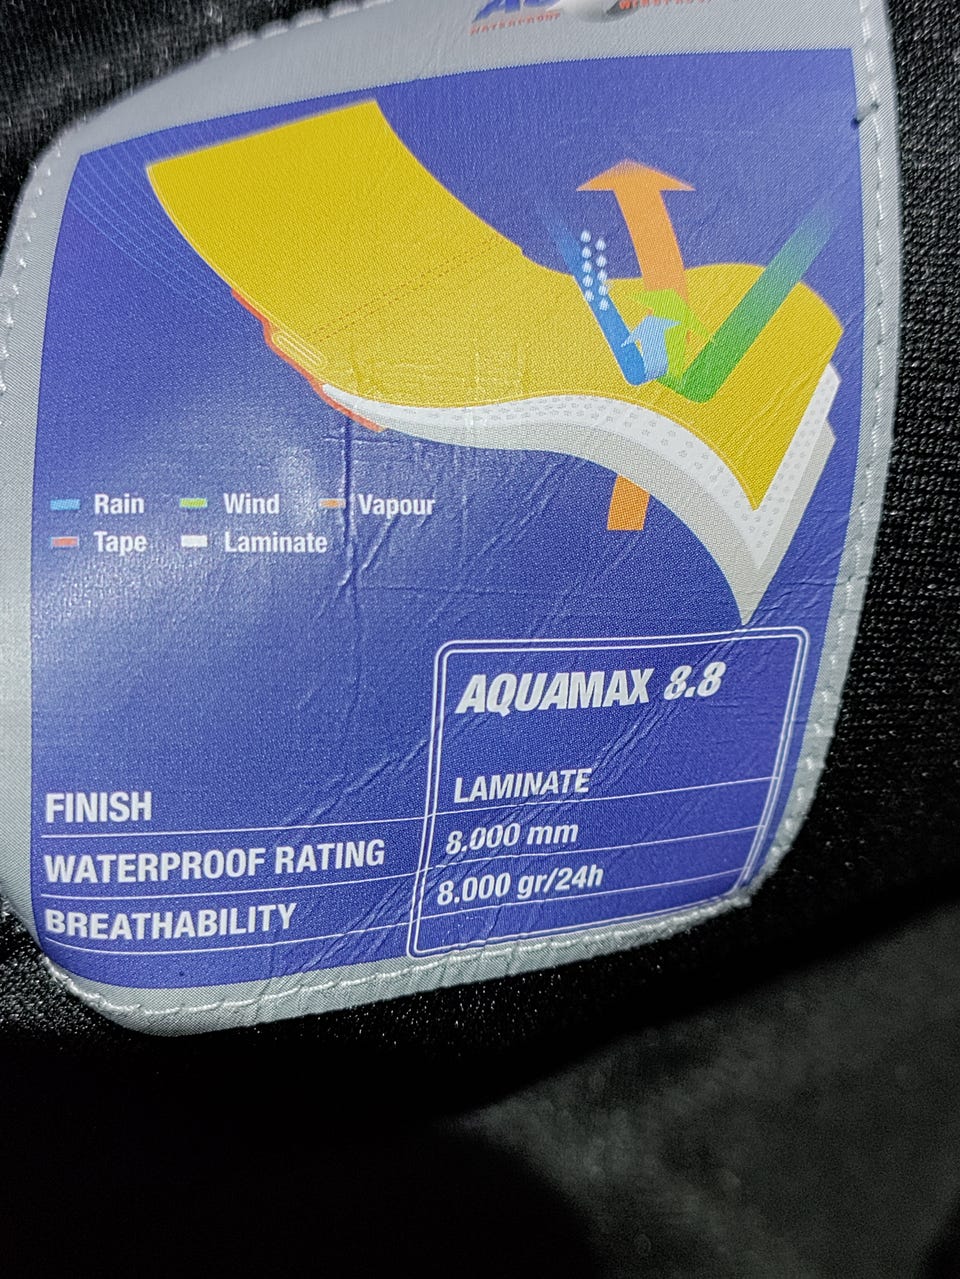 WATERPROOF
Rain Wind Vapour
Tape Laminate
AQUAMAX 8.8
FINISH LAMINATE
WATERPROOF RATING 8.000 mm
BREATHABILITY 8.000 gr/24h